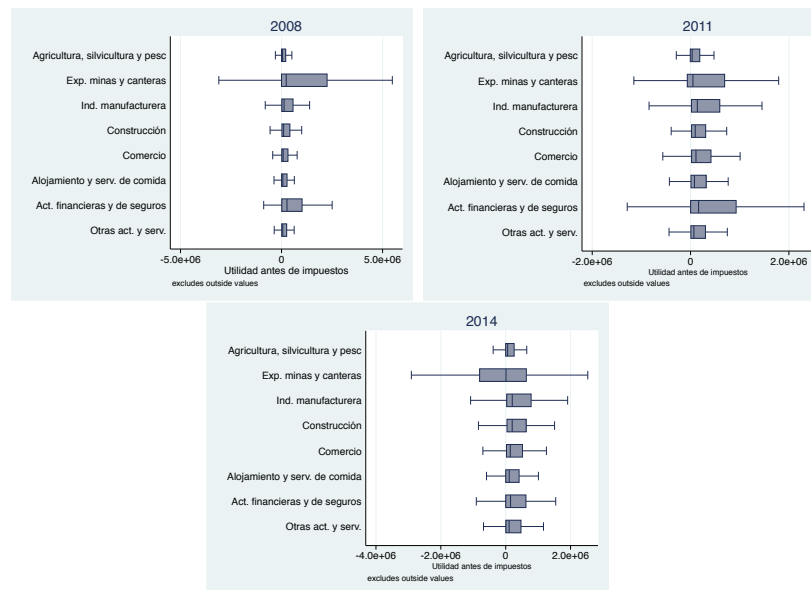 2008
Agricultura, silvicultura y pesc
Exp. minas y canteras
Ind. manufacturera
Construcción
Comercio
Alojamiento y serv. de comida
Act. financieras y de seguros
Otras act. y serv.
-5.0e+06 0 5.0e+06
Utilidad antes de impuestos
excludes outside values
2011
Agricultura, silvicultura y pesc
Exp. minas y canteras
Ind. manufacturera
Construcción
Comercio
Alojamiento y serv. de comida
Act. financieras y de seguros
Otras act. y serv.
-2.0e+06 0 2.0e+06
Utilidad antes de impuestos
excludes outside values
2014
Agricultura, silvicultura y pesc
Exp. minas y canteras
Ind. manufacturera
Construcción
Comercio
Alojamiento y serv. de comida
Act. financieras y de seguros
Otras act. y serv.
-4.0e+06 -2.0e+06 0 2.0e+06
Utilidad antes de impuestos
excludes outside values